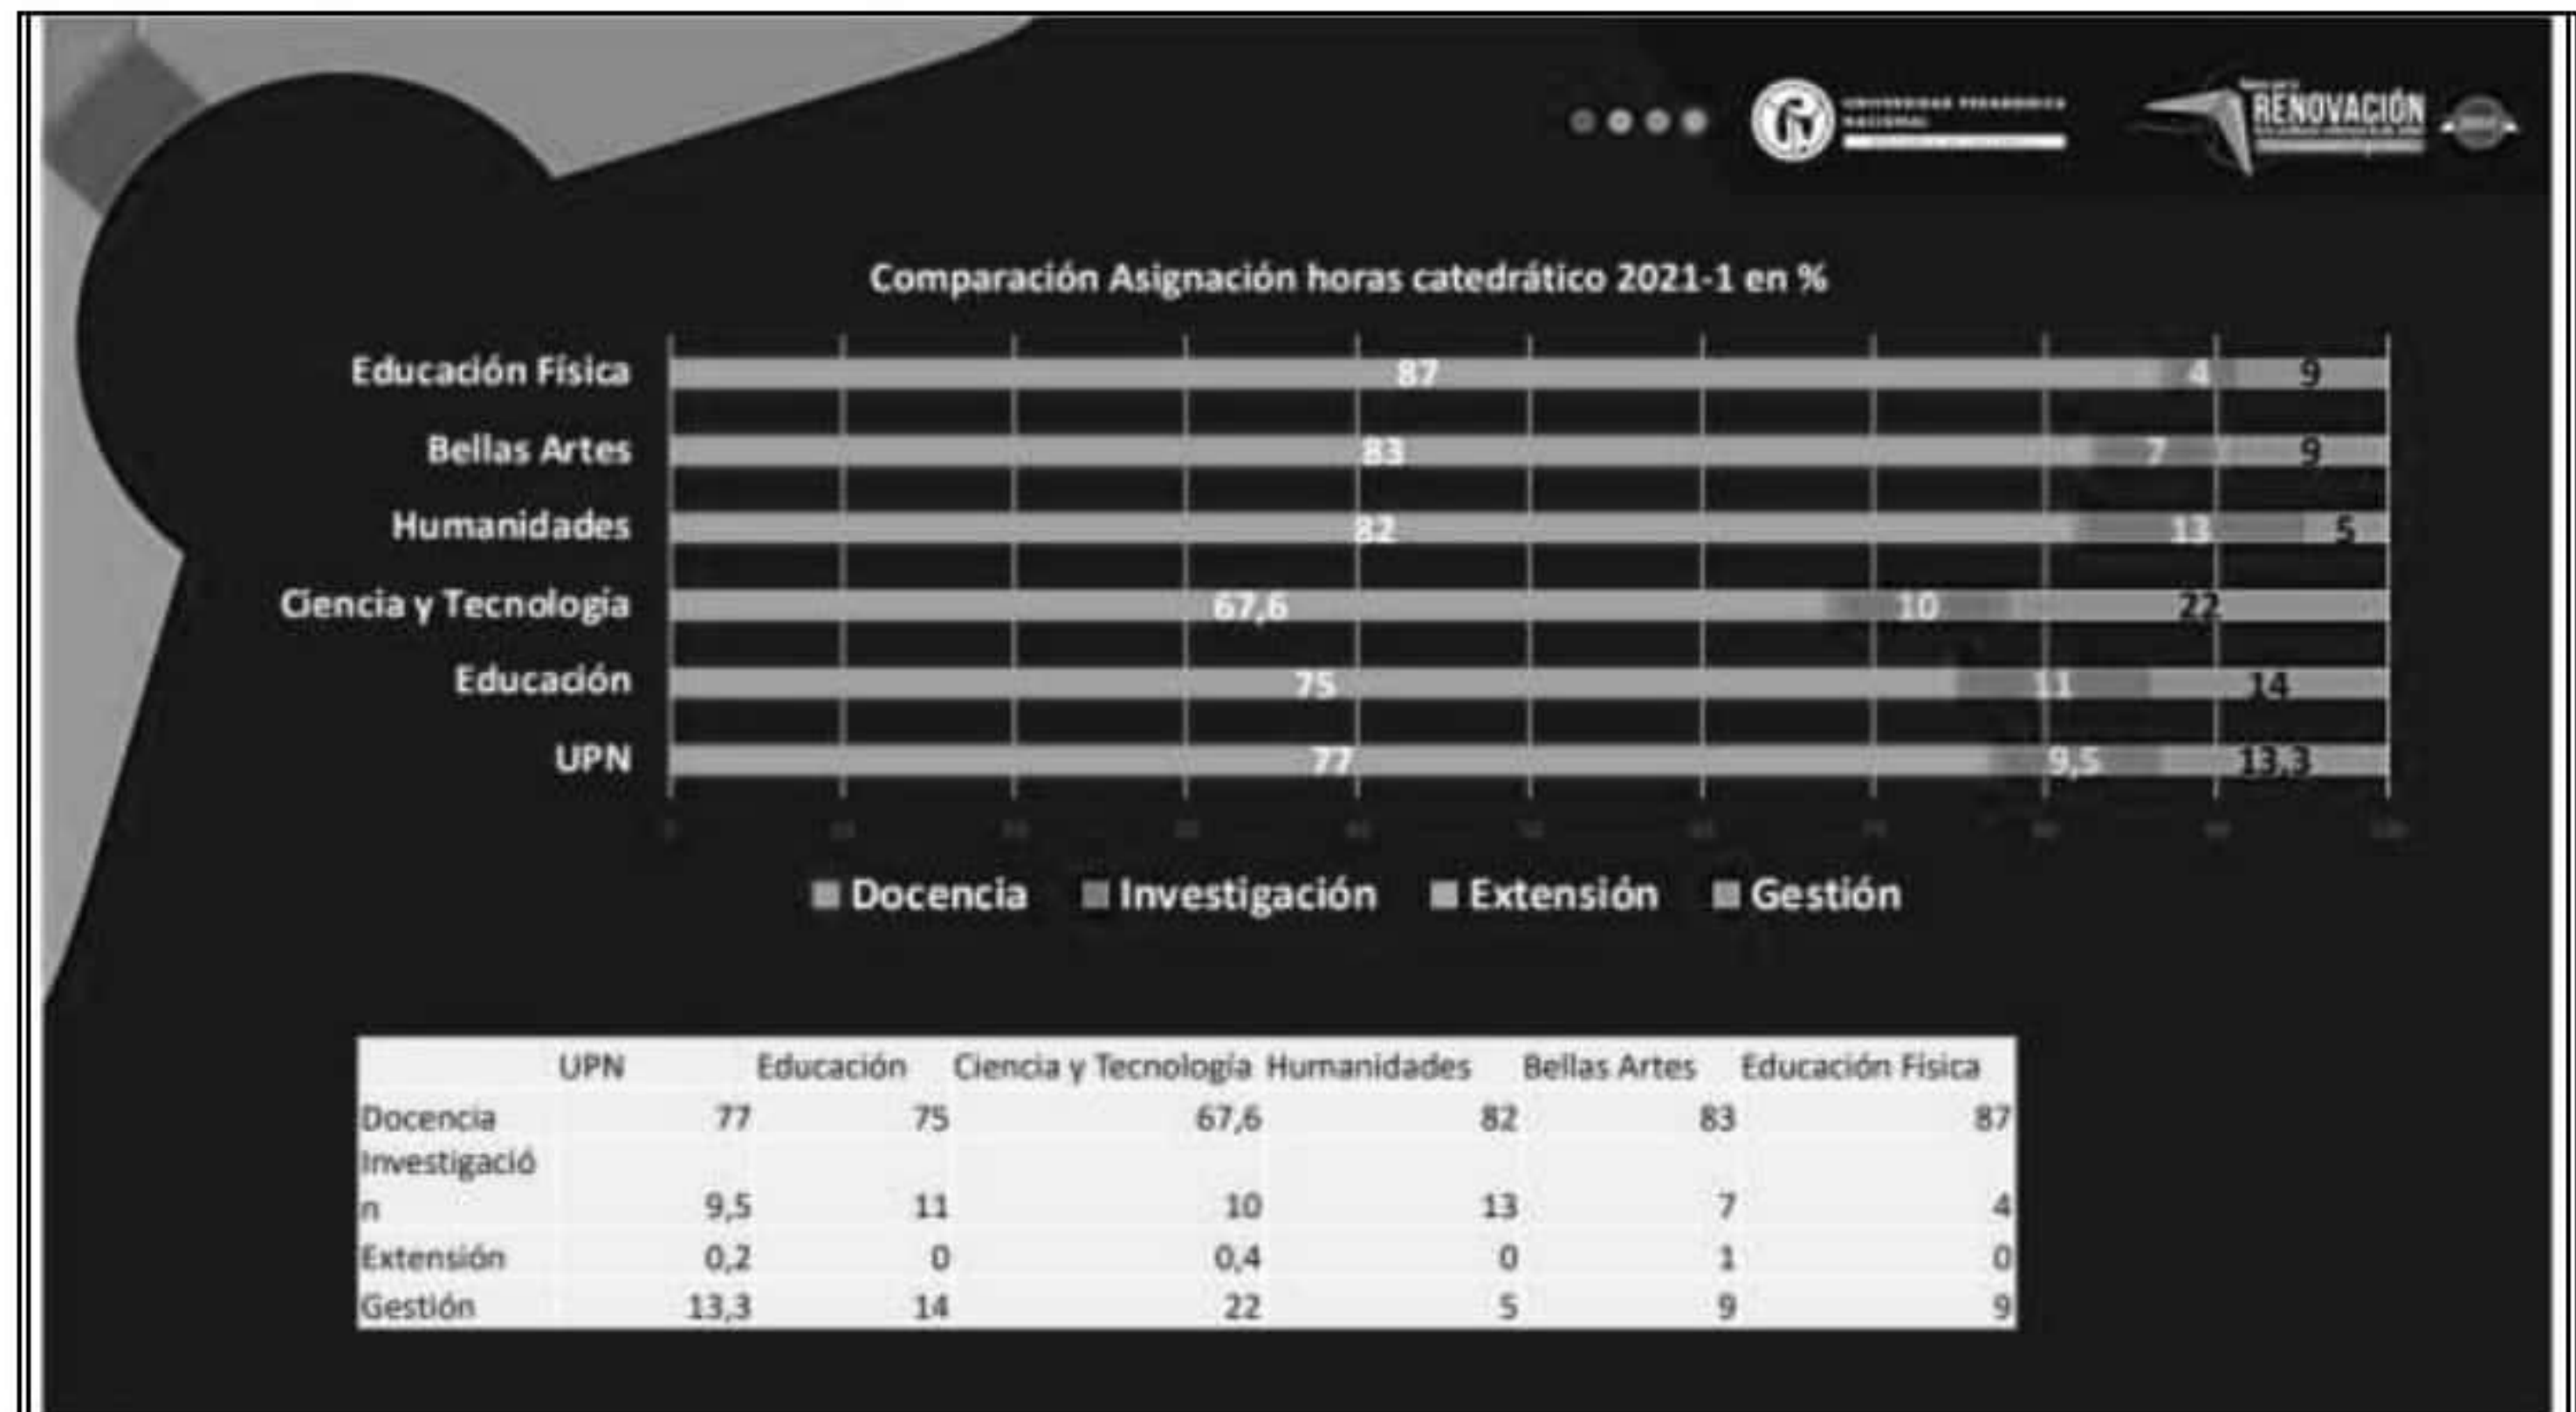 UNIVERSIDAD PEDAGOGICA
NACIONAL
RENOVACIÓN
Comparación Asignación horas catedrático 2021-1 en %
Educación Física 87 4 9
Bellas Artes 83 7 9
Humanidades 82 13 5
Ciencia y Tecnología 67,6 10 22
Educación 75 11 14
UPN 77 9,5 13,3
Docencia Investigación Extensión Gestión
UPN Educación Ciencia y Tecnología Humanidades Bellas Artes Educación Física
Docencia 77 75 67,6 82 83 87
Investigació
n 9,5 11 10 13 7 4
Extensión 0,2 0 0,4 0 1 0
Gestión 13,3 14 22 5 9 9